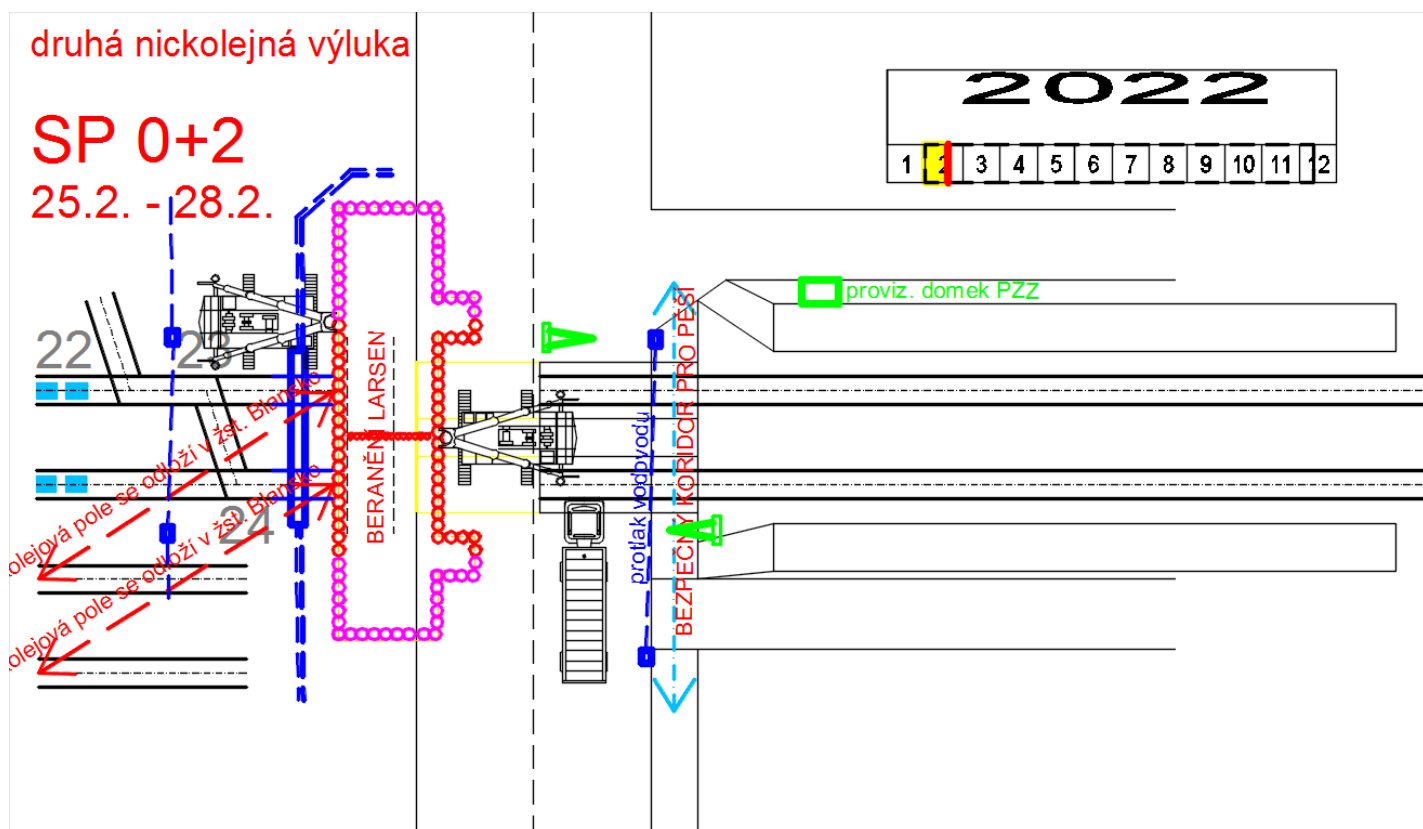 druhá nickolejná výluka
SP 0+2
25.2. - 28.2.
2022
1 2 3 4 5 6 7 8 9 10 11 12
proviz. domek PZZ
22
23
24
BERANĚNÍ LARSEN
protlak vodovodu
BEZPEČNÝ KORIDOR PRO PĚŠÍ
kolejová pole se odloží v žst. Blansko
kolejová pole se odloží v žst. Blansko